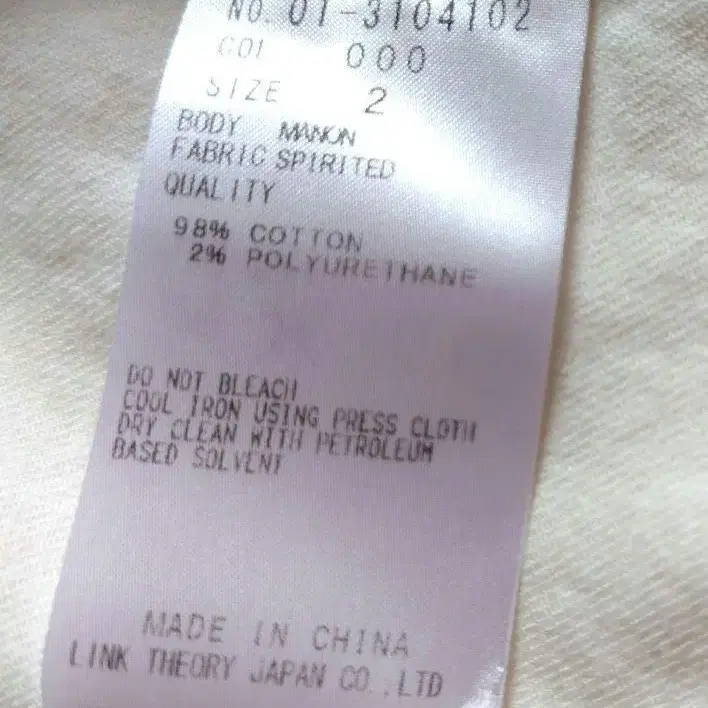 NO. 01-3104102
COL 000
SIZE 2
BODY MANON
FABRIC SPIRITED
QUALITY
98% COTTON
2% POLYURETHANE
DO NOT BLEACH
COOL IRON USING PRESS CLOTH
DRY CLEAN WITH PETROLEUM
BASED SOLVENT
MADE IN CHINA
LINK THEORY JAPAN CO.,LTD